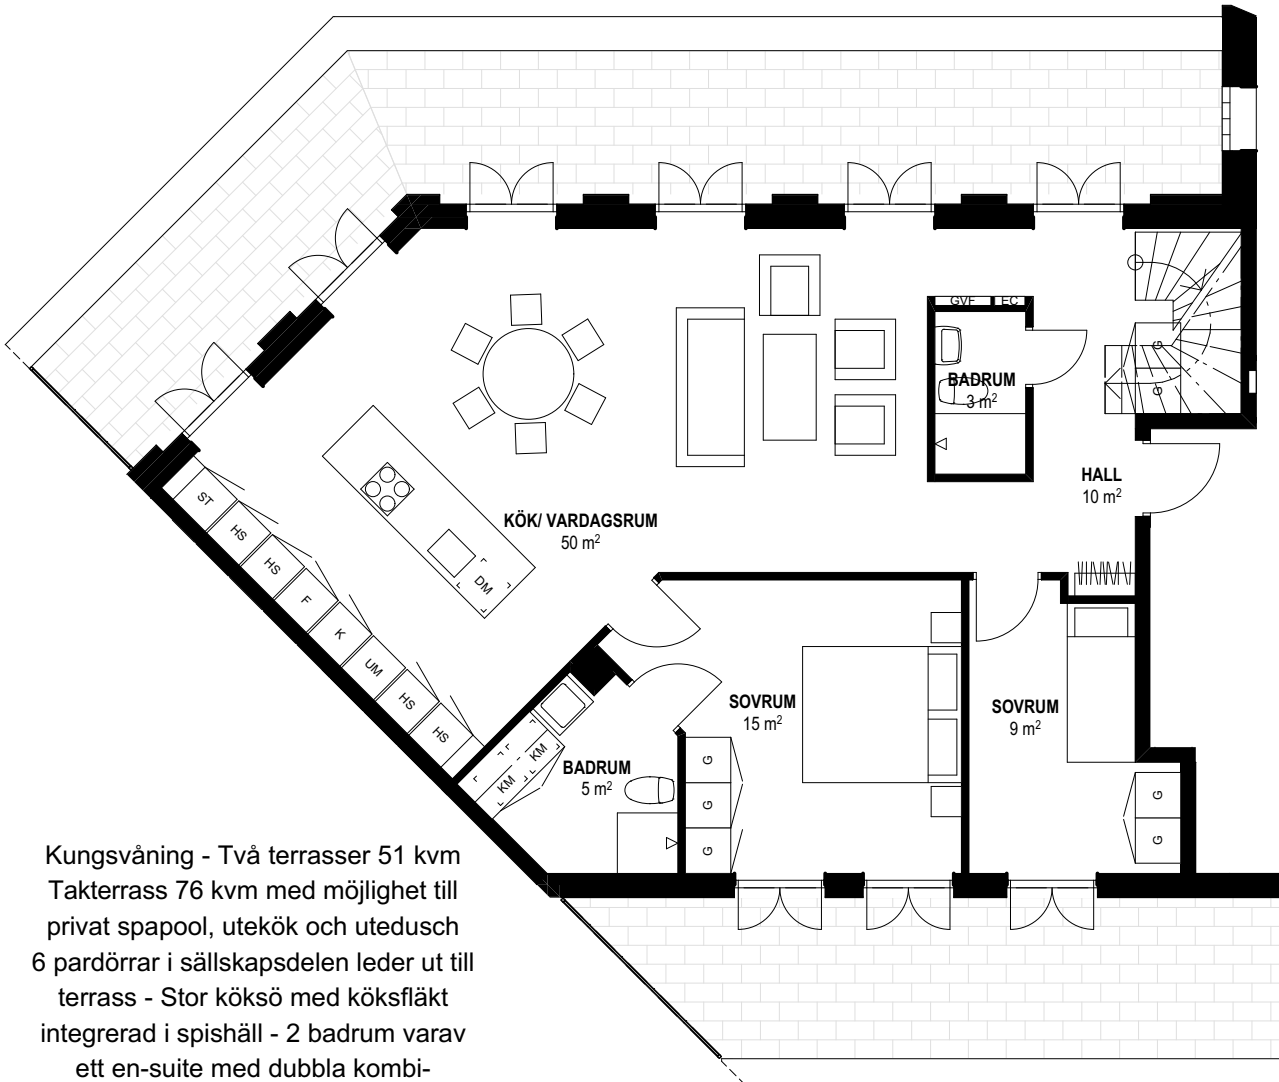 GVF EC
G
G
BADRUM
3 m²
HALL
10 m²
ST
HS
HS
F
K
UM
HS
HS
DM
KÖK/ VARDAGSRUM
50 m²
SOVRUM
15 m²
SOVRUM
9 m²
BADRUM
5 m²
KM
KM
G
G
G
G
G
Kungsvåning - Två terrasser 51 kvm
Takterrass 76 kvm med möjlighet till
privat spapool, utekök och utedusch
6 pardörrar i sällskapsdelen leder ut till
terrass - Stor köksö med köksfläkt
integrerad i spishäll - 2 badrum varav
ett en-suite med dubbla kombi-